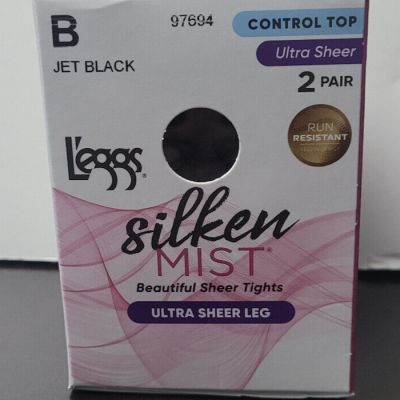 B
97694
CONTROL TOP
JET BLACK
Ultra Sheer
2 PAIR
RUN
RESISTANT
L'eggs®
silken
MIST®
Beautiful Sheer Tights
ULTRA SHEER LEG